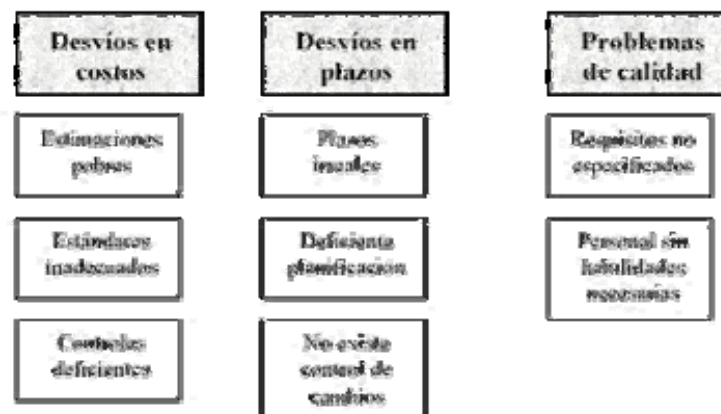 Desvíos en
costos
Desvíos en
plazos
Problemas
de calidad
Estimaciones
pobres
Plazos
irreales
Requisitos no
especificados
Estándares
inadecuados
Deficiente
planificación
Personal sin
habilidades
necesarias
Controles
deficientes
No existe
control de
cambios